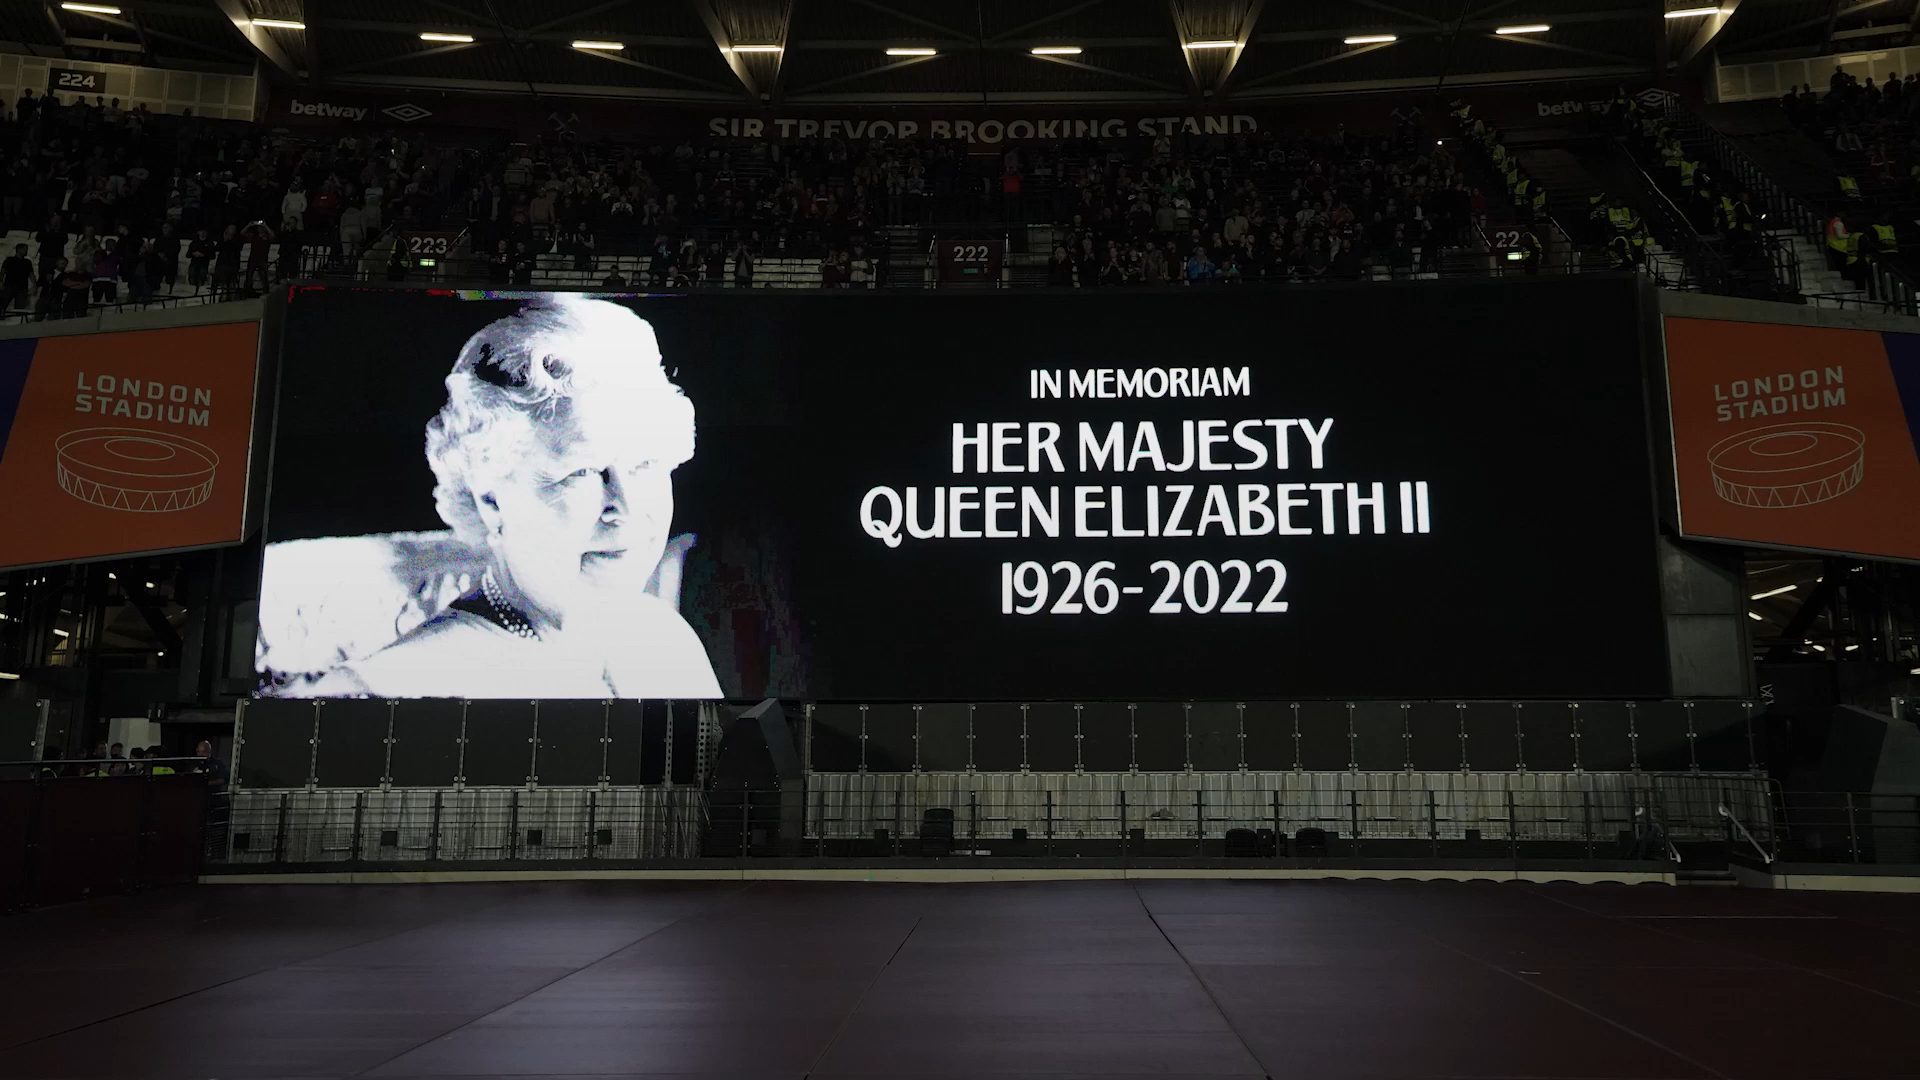 224
betway
betway
SIR TREVOR BROOKING STAND
223
222
22
LONDON
STADIUM
IN MEMORIAM
HER MAJESTY
QUEEN ELIZABETH II
1926-2022
LONDON
STADIUM